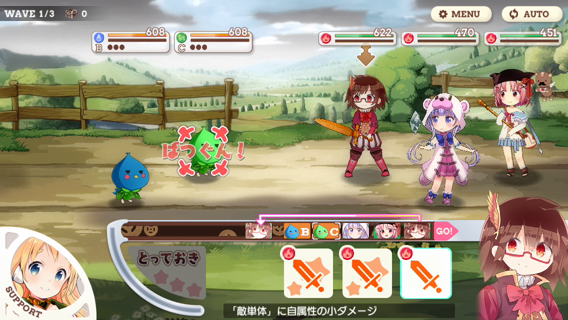 WAVE 1/3 0
MENU
AUTO
608
B
608
C
622
470
451
ばつぐん!
B
C
GO!
とっておき
SUPPORT
「敵単体」に自属性の小ダメージ